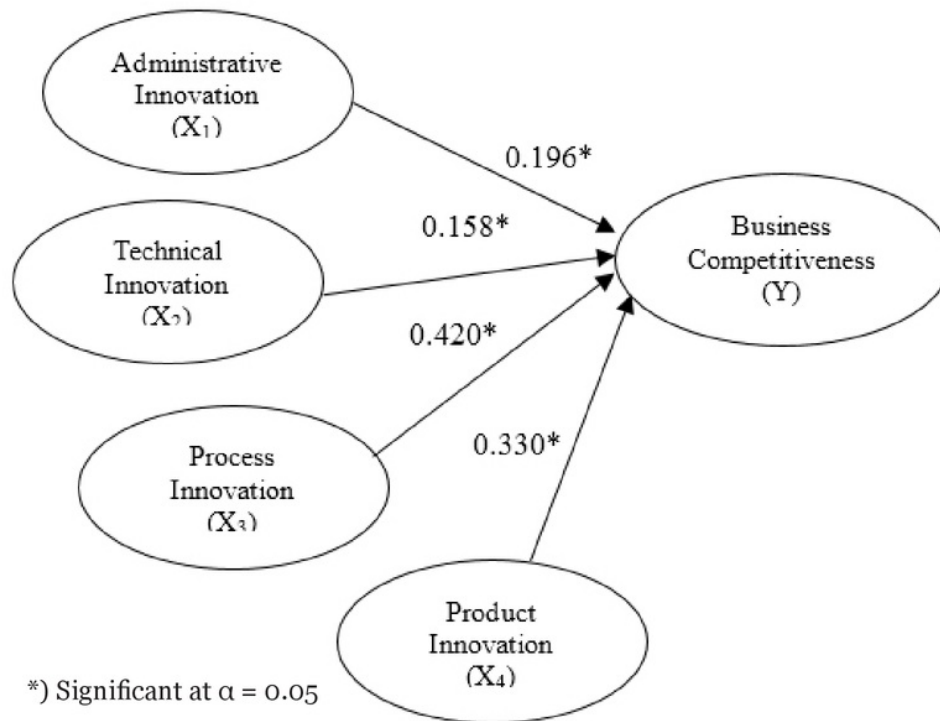 Administrative
Innovation
(X₁)
0.196*
Technical
Innovation
(X₂)
0.158*
Business
Competitiveness
(Y)
0.420*
Process
Innovation
(X₃)
0.330*
Product
Innovation
(X₄)
*) Significant at α = 0.05